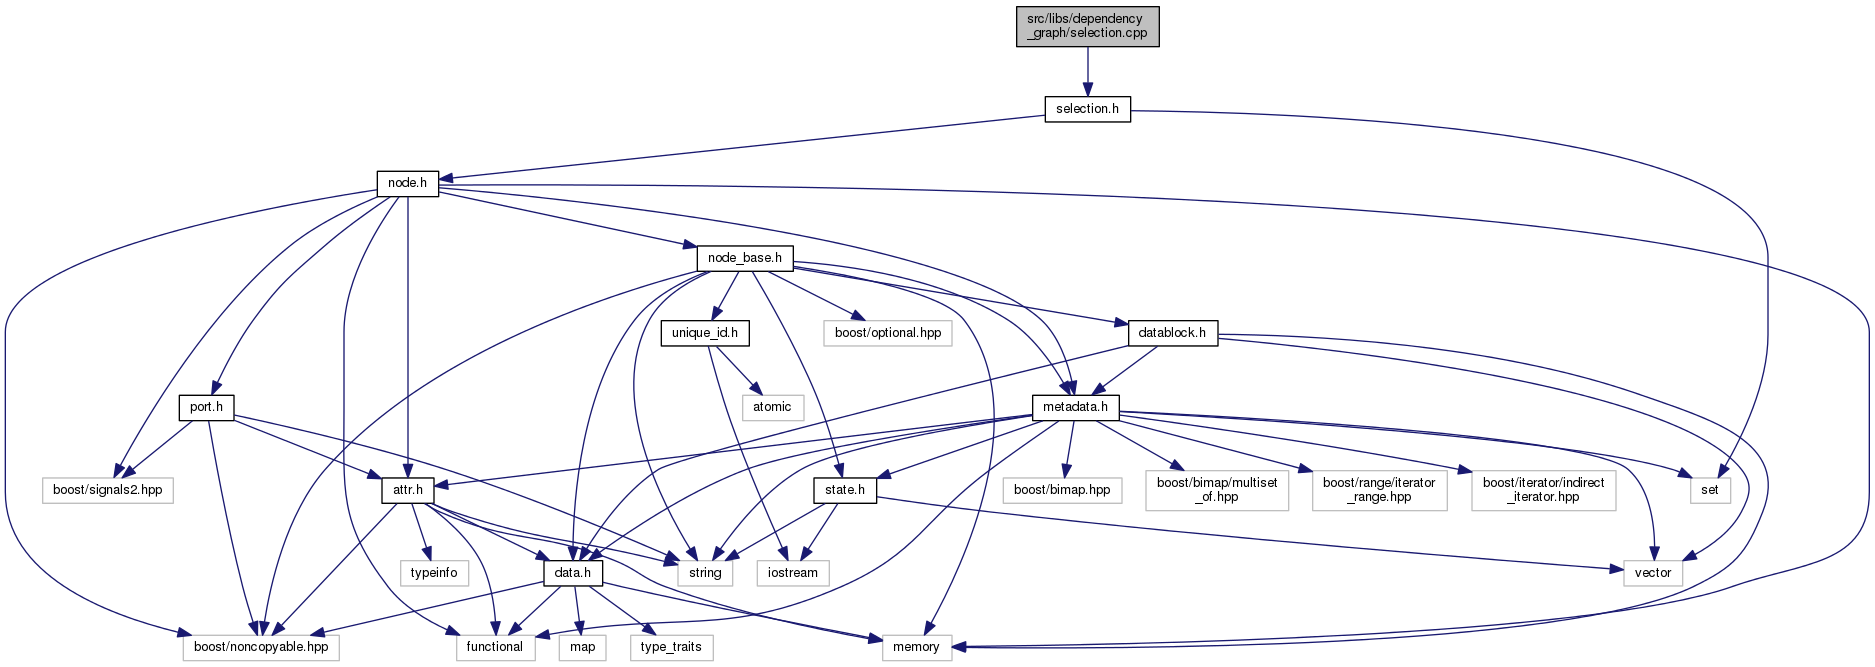 src/libs/dependency
_graph/selection.cpp
selection.h
node.h
node_base.h
unique_id.h
boost/optional.hpp
datablock.h
port.h
atomic
metadata.h
boost/signals2.hpp
attr.h
state.h
boost/bimap.hpp
boost/bimap/multiset
_of.hpp
boost/range/iterator
_range.hpp
boost/iterator/indirect
_iterator.hpp
set
typeinfo
data.h
string
iostream
vector
boost/noncopyable.hpp
functional
map
type_traits
memory